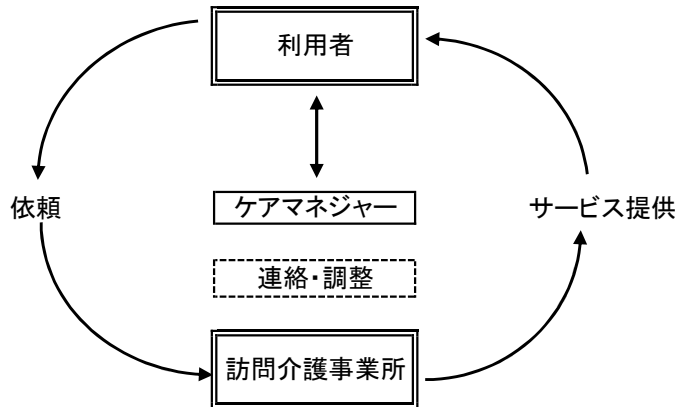 利用者
依頼
ケアマネジャー
サービス提供
連絡・調整
訪問介護事業所